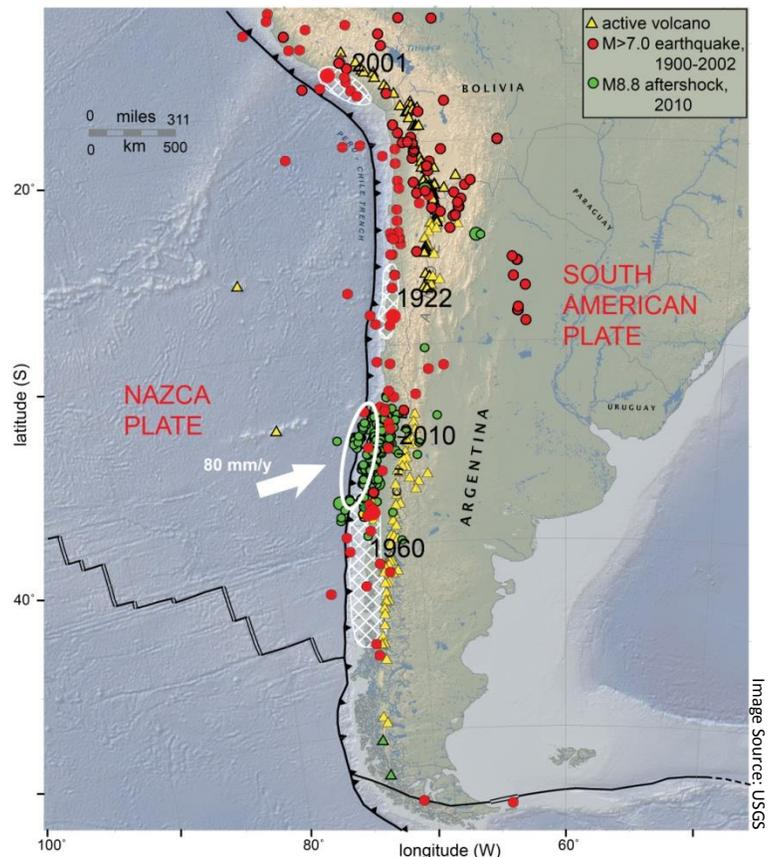 active volcano
M>7.0 earthquake,
1900-2002
M8.8 aftershock,
2010
2001
Titicaca
BOLIVIA
0 miles 311
0 km 500
PERU-CHILE TRENCH
20°
PARAGUAY
SOUTH
AMERICAN
PLATE
1922
A
latitude (S)
NAZCA
PLATE
URUGUAY
2010
80 mm/y
ARGENTINA
CH
1960
40°
Image Source: USGS
100°
80°
60°
longitude (W)